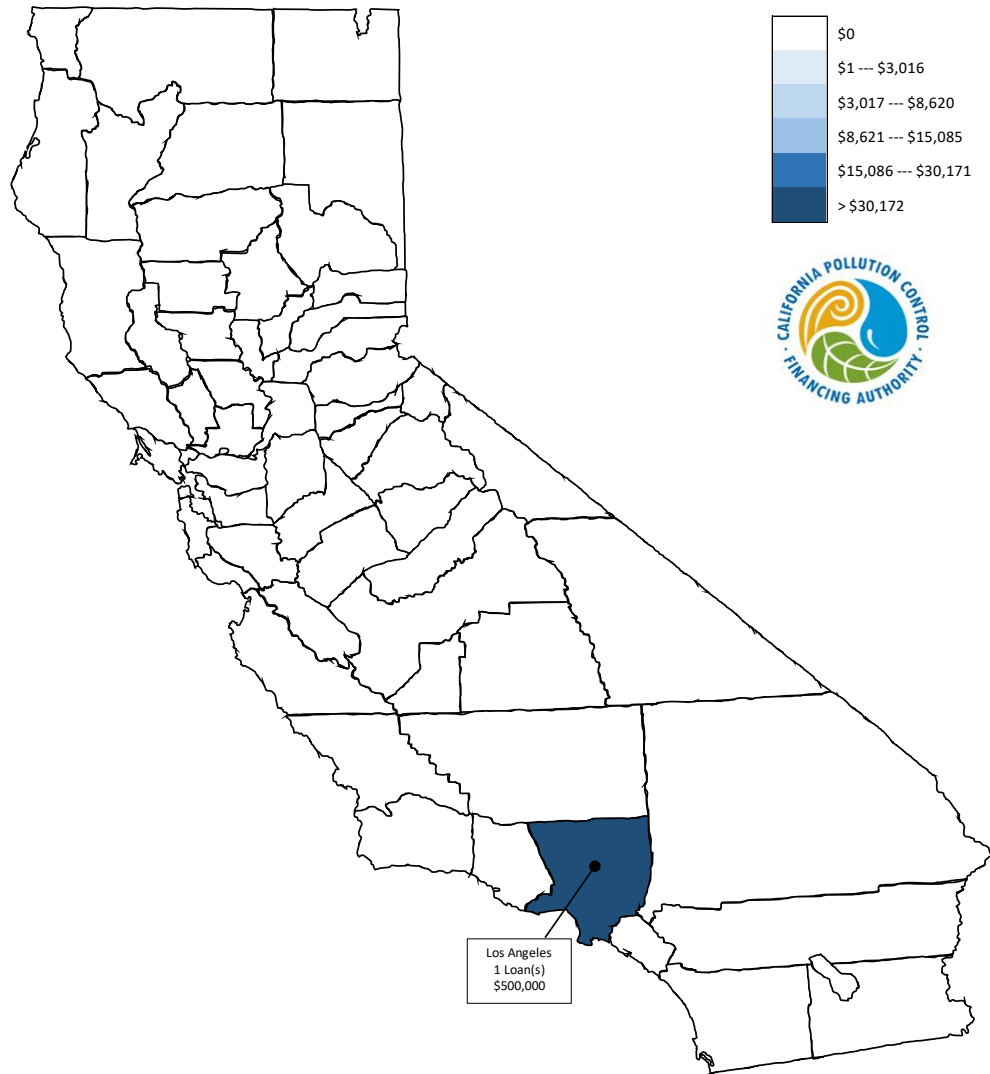 $0
$1 --- $3,016
$3,017 --- $8,620
$8,621 --- $15,085
$15,086 --- $30,171
> $30,172
CALIFORNIA POLLUTION CONTROL
· FINANCING AUTHORITY ·
Los Angeles
1 Loan(s)
$500,000